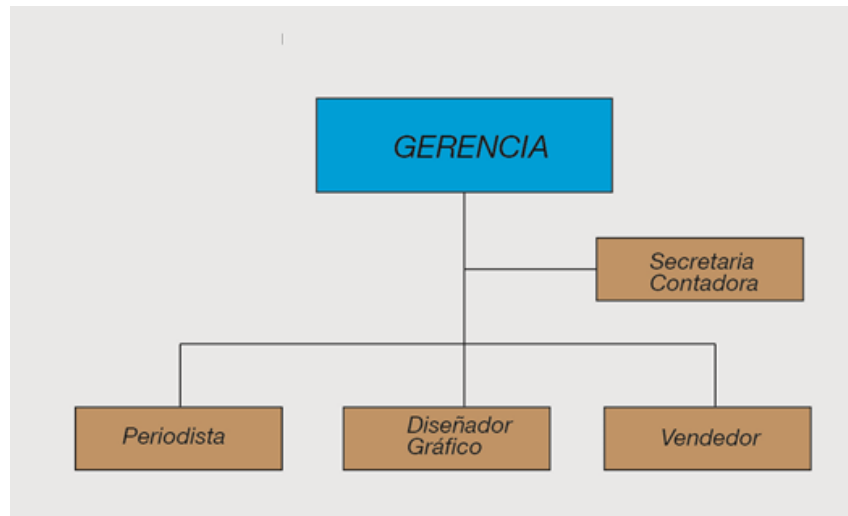 GERENCIA
Secretaria
Contadora
Periodista
Diseñador
Gráfico
Vendedor